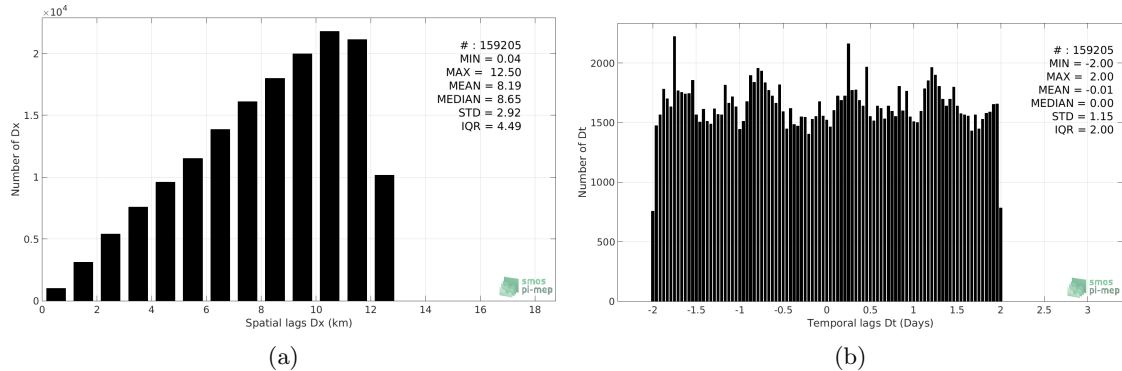 ×10⁴
2
1.5
1
0.5
0
Number of Dx
# : 159205
MIN = 0.04
MAX = 12.50
MEAN = 8.19
MEDIAN = 8.65
STD = 2.92
IQR = 4.49
smos
pi-mep
0 2 4 6 8 10 12 14 16 18
Spatial lags Dx (km)
(a)
2000
1500
1000
500
0
Number of Dt
# : 159205
MIN = -2.00
MAX = 2.00
MEAN = -0.01
MEDIAN = 0.00
STD = 1.15
IQR = 2.00
smos
pi-mep
-2 -1.5 -1 -0.5 0 0.5 1 1.5 2 2.5 3
Temporal lags Dt (Days)
(b)